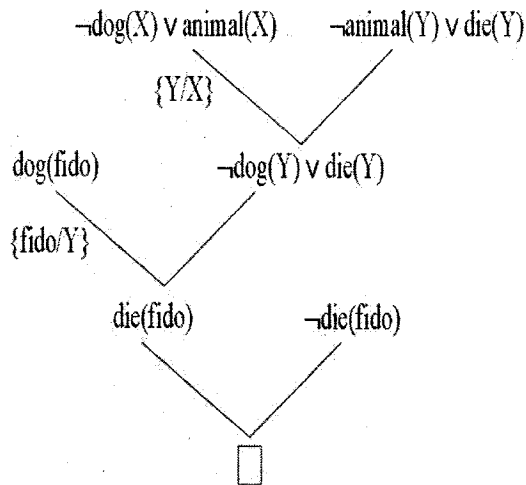 ¬dog(X) ∨ animal(X) ¬animal(Y) ∨ die(Y)
{Y/X}
dog(fido) ¬dog(Y) ∨ die(Y)
{fido/Y}
die(fido) ¬die(fido)